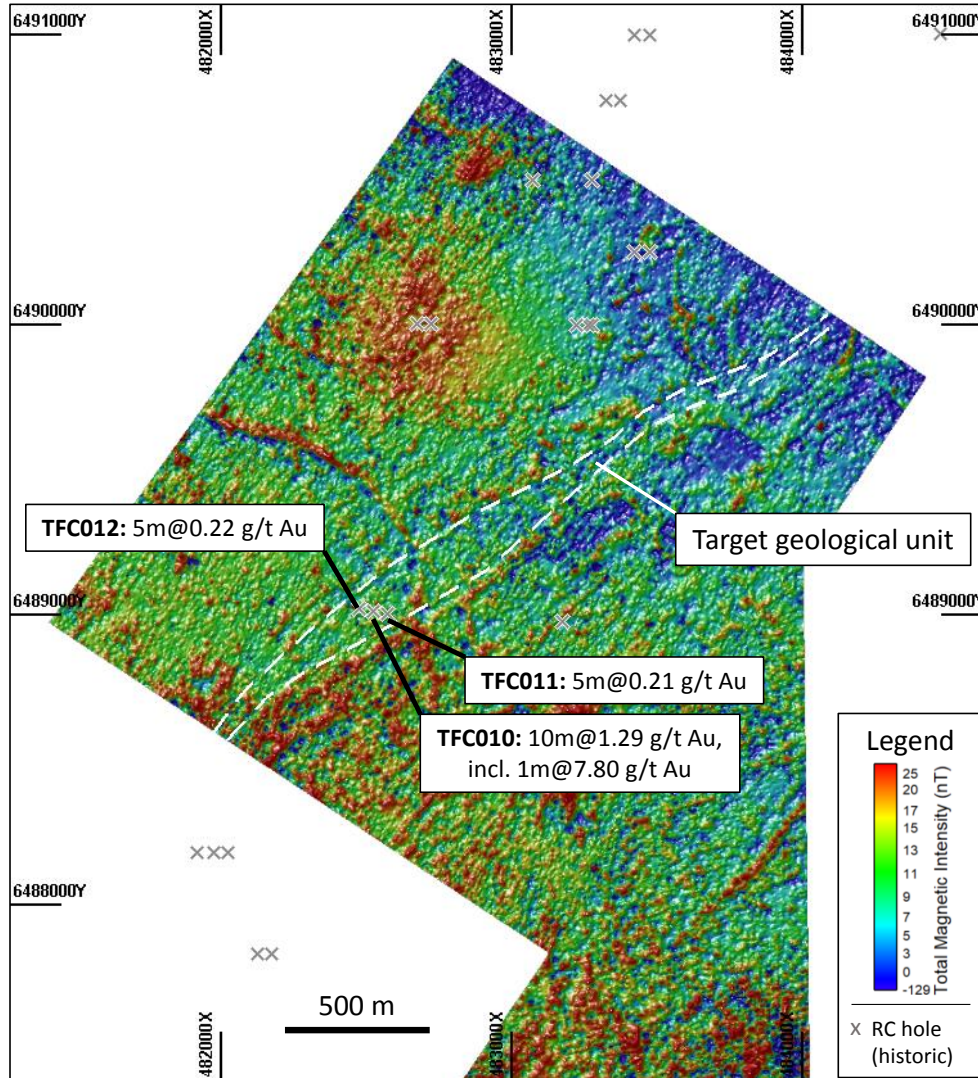 6491000Y
482000X
483000X
484000X
6491000Y
6490000Y
6490000Y
TFC012: 5m@0.22 g/t Au
Target geological unit
6489000Y
6489000Y
TFC011: 5m@0.21 g/t Au
TFC010: 10m@1.29 g/t Au,
incl. 1m@7.80 g/t Au
Legend
25
20
17
15
13
11
9
7
5
3
0
-129
Total Magnetic Intensity (nT)
X RC hole
(historic)
6488000Y
500 m
482000X
483000X
484000X